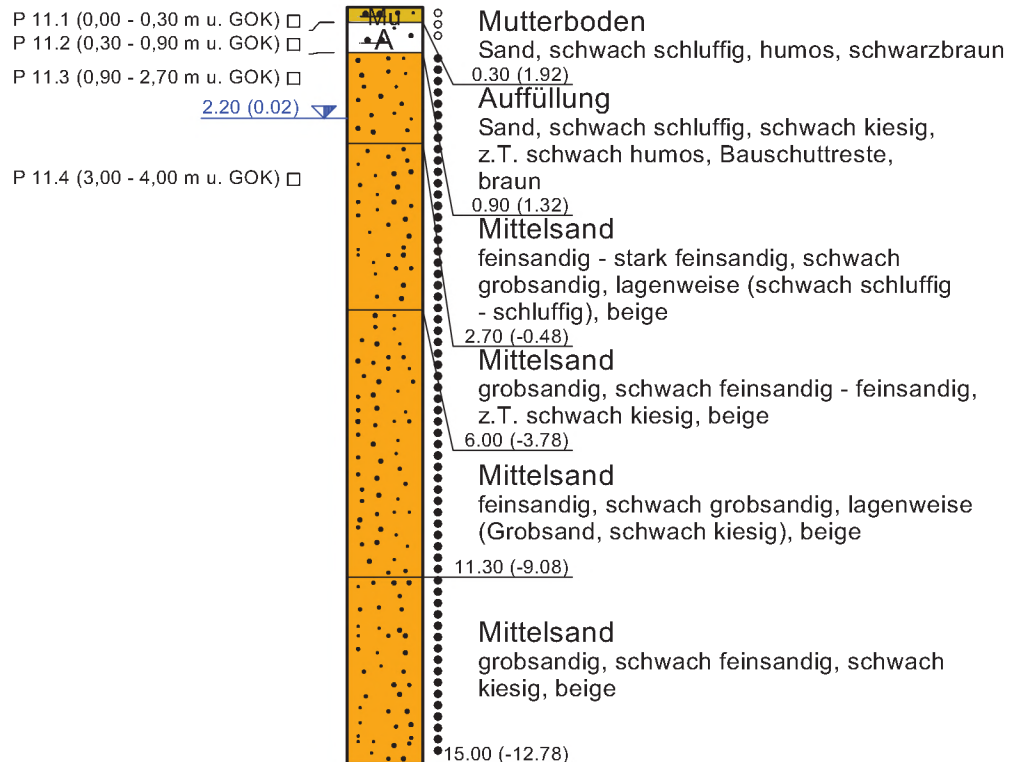 P 11.1 (0,00 - 0,30 m u. GOK)
P 11.2 (0,30 - 0,90 m u. GOK)
P 11.3 (0,90 - 2,70 m u. GOK)
2.20 (0.02)
P 11.4 (3,00 - 4,00 m u. GOK)
Mu
A
Mutterboden
Sand, schwach schluffig, humos, schwarzbraun
0.30 (1.92)
Auffüllung
Sand, schwach schluffig, schwach kiesig,
z.T. schwach humos, Bauschuttreste,
braun
0.90 (1.32)
Mittelsand
feinsandig - stark feinsandig, schwach
grobsandig, lagenweise (schwach schluffig
- schluffig), beige
2.70 (-0.48)
Mittelsand
grobsandig, schwach feinsandig - feinsandig,
z.T. schwach kiesig, beige
6.00 (-3.78)
Mittelsand
feinsandig, schwach grobsandig, lagenweise
(Grobsand, schwach kiesig), beige
11.30 (-9.08)
Mittelsand
grobsandig, schwach feinsandig, schwach
kiesig, beige
15.00 (-12.78)